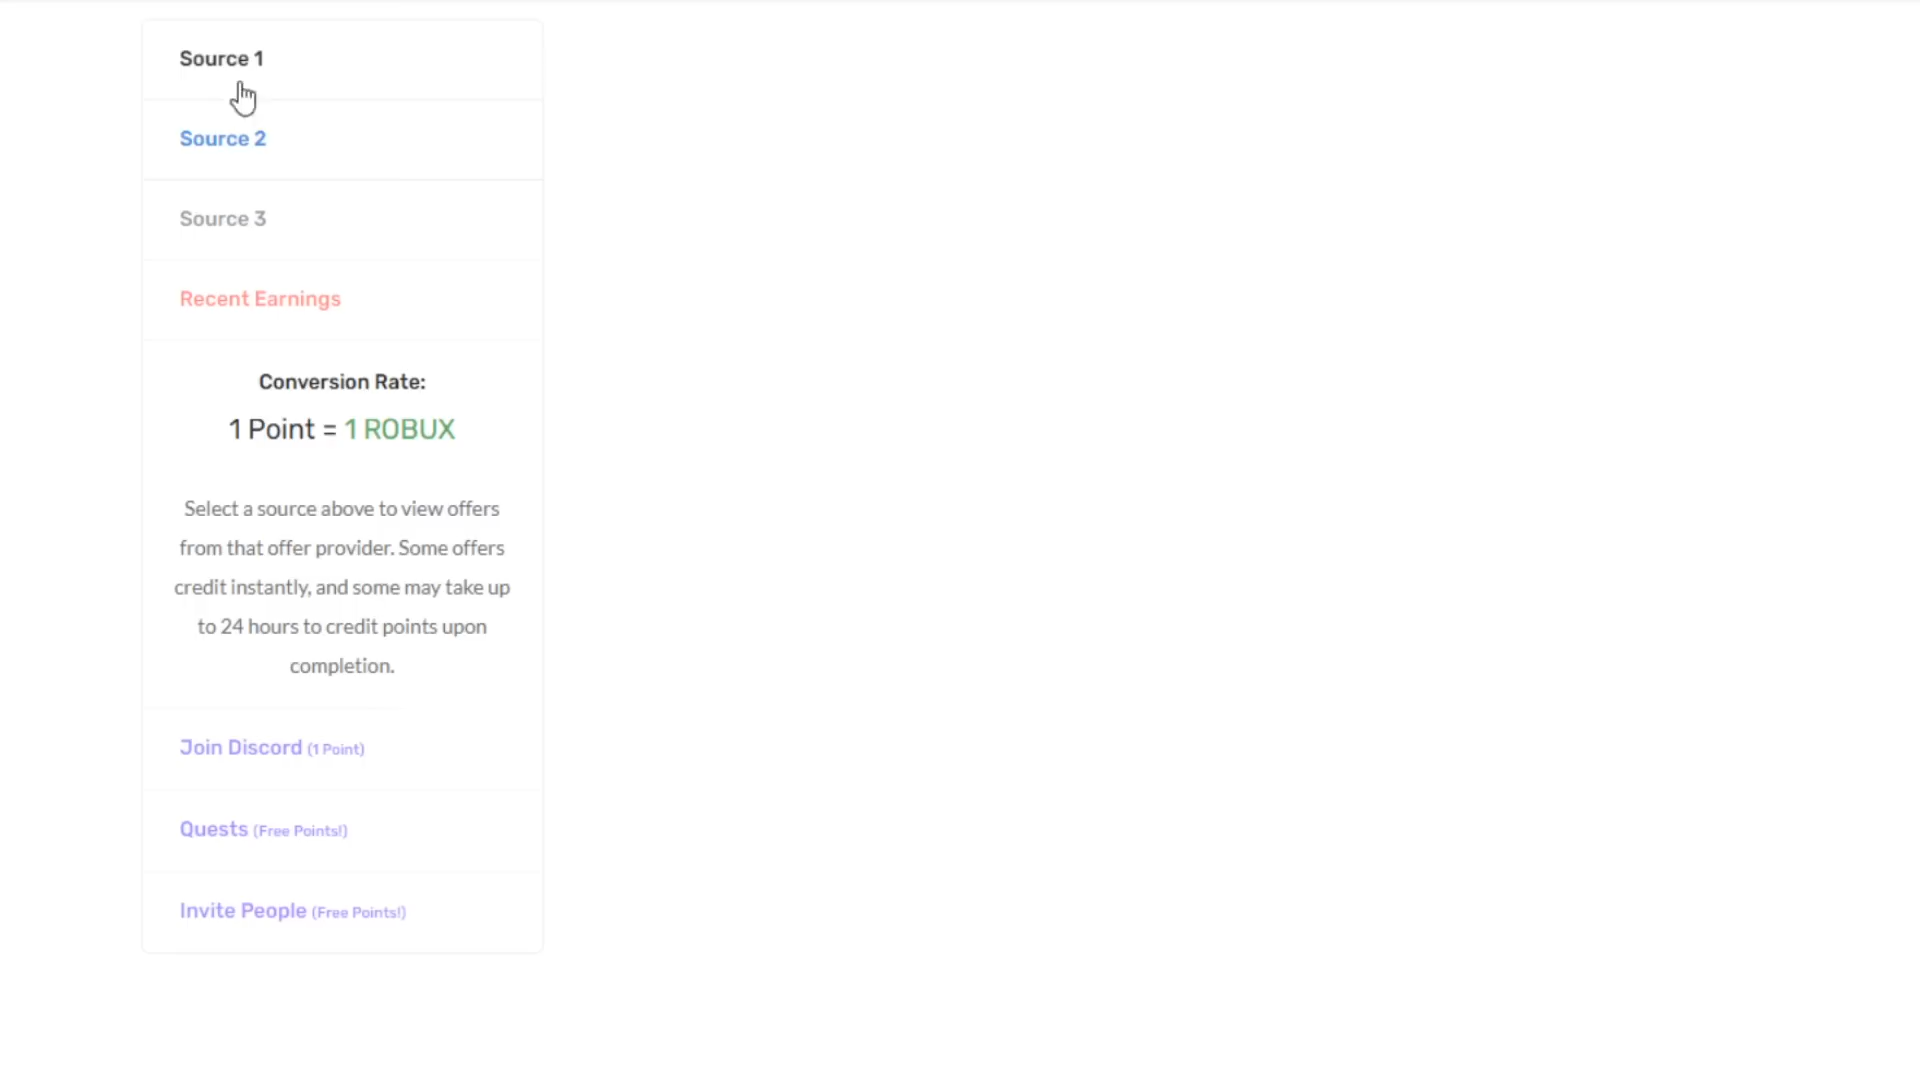 Source 1
Source 2
Source 3
Recent Earnings
Conversion Rate:
1 Point = 1 ROBUX
Select a source above to view offers
from that offer provider. Some offers
credit instantly, and some may take up
to 24 hours to credit points upon
completion.
Join Discord (1 Point)
Quests (Free Points!)
Invite People (Free Points!)